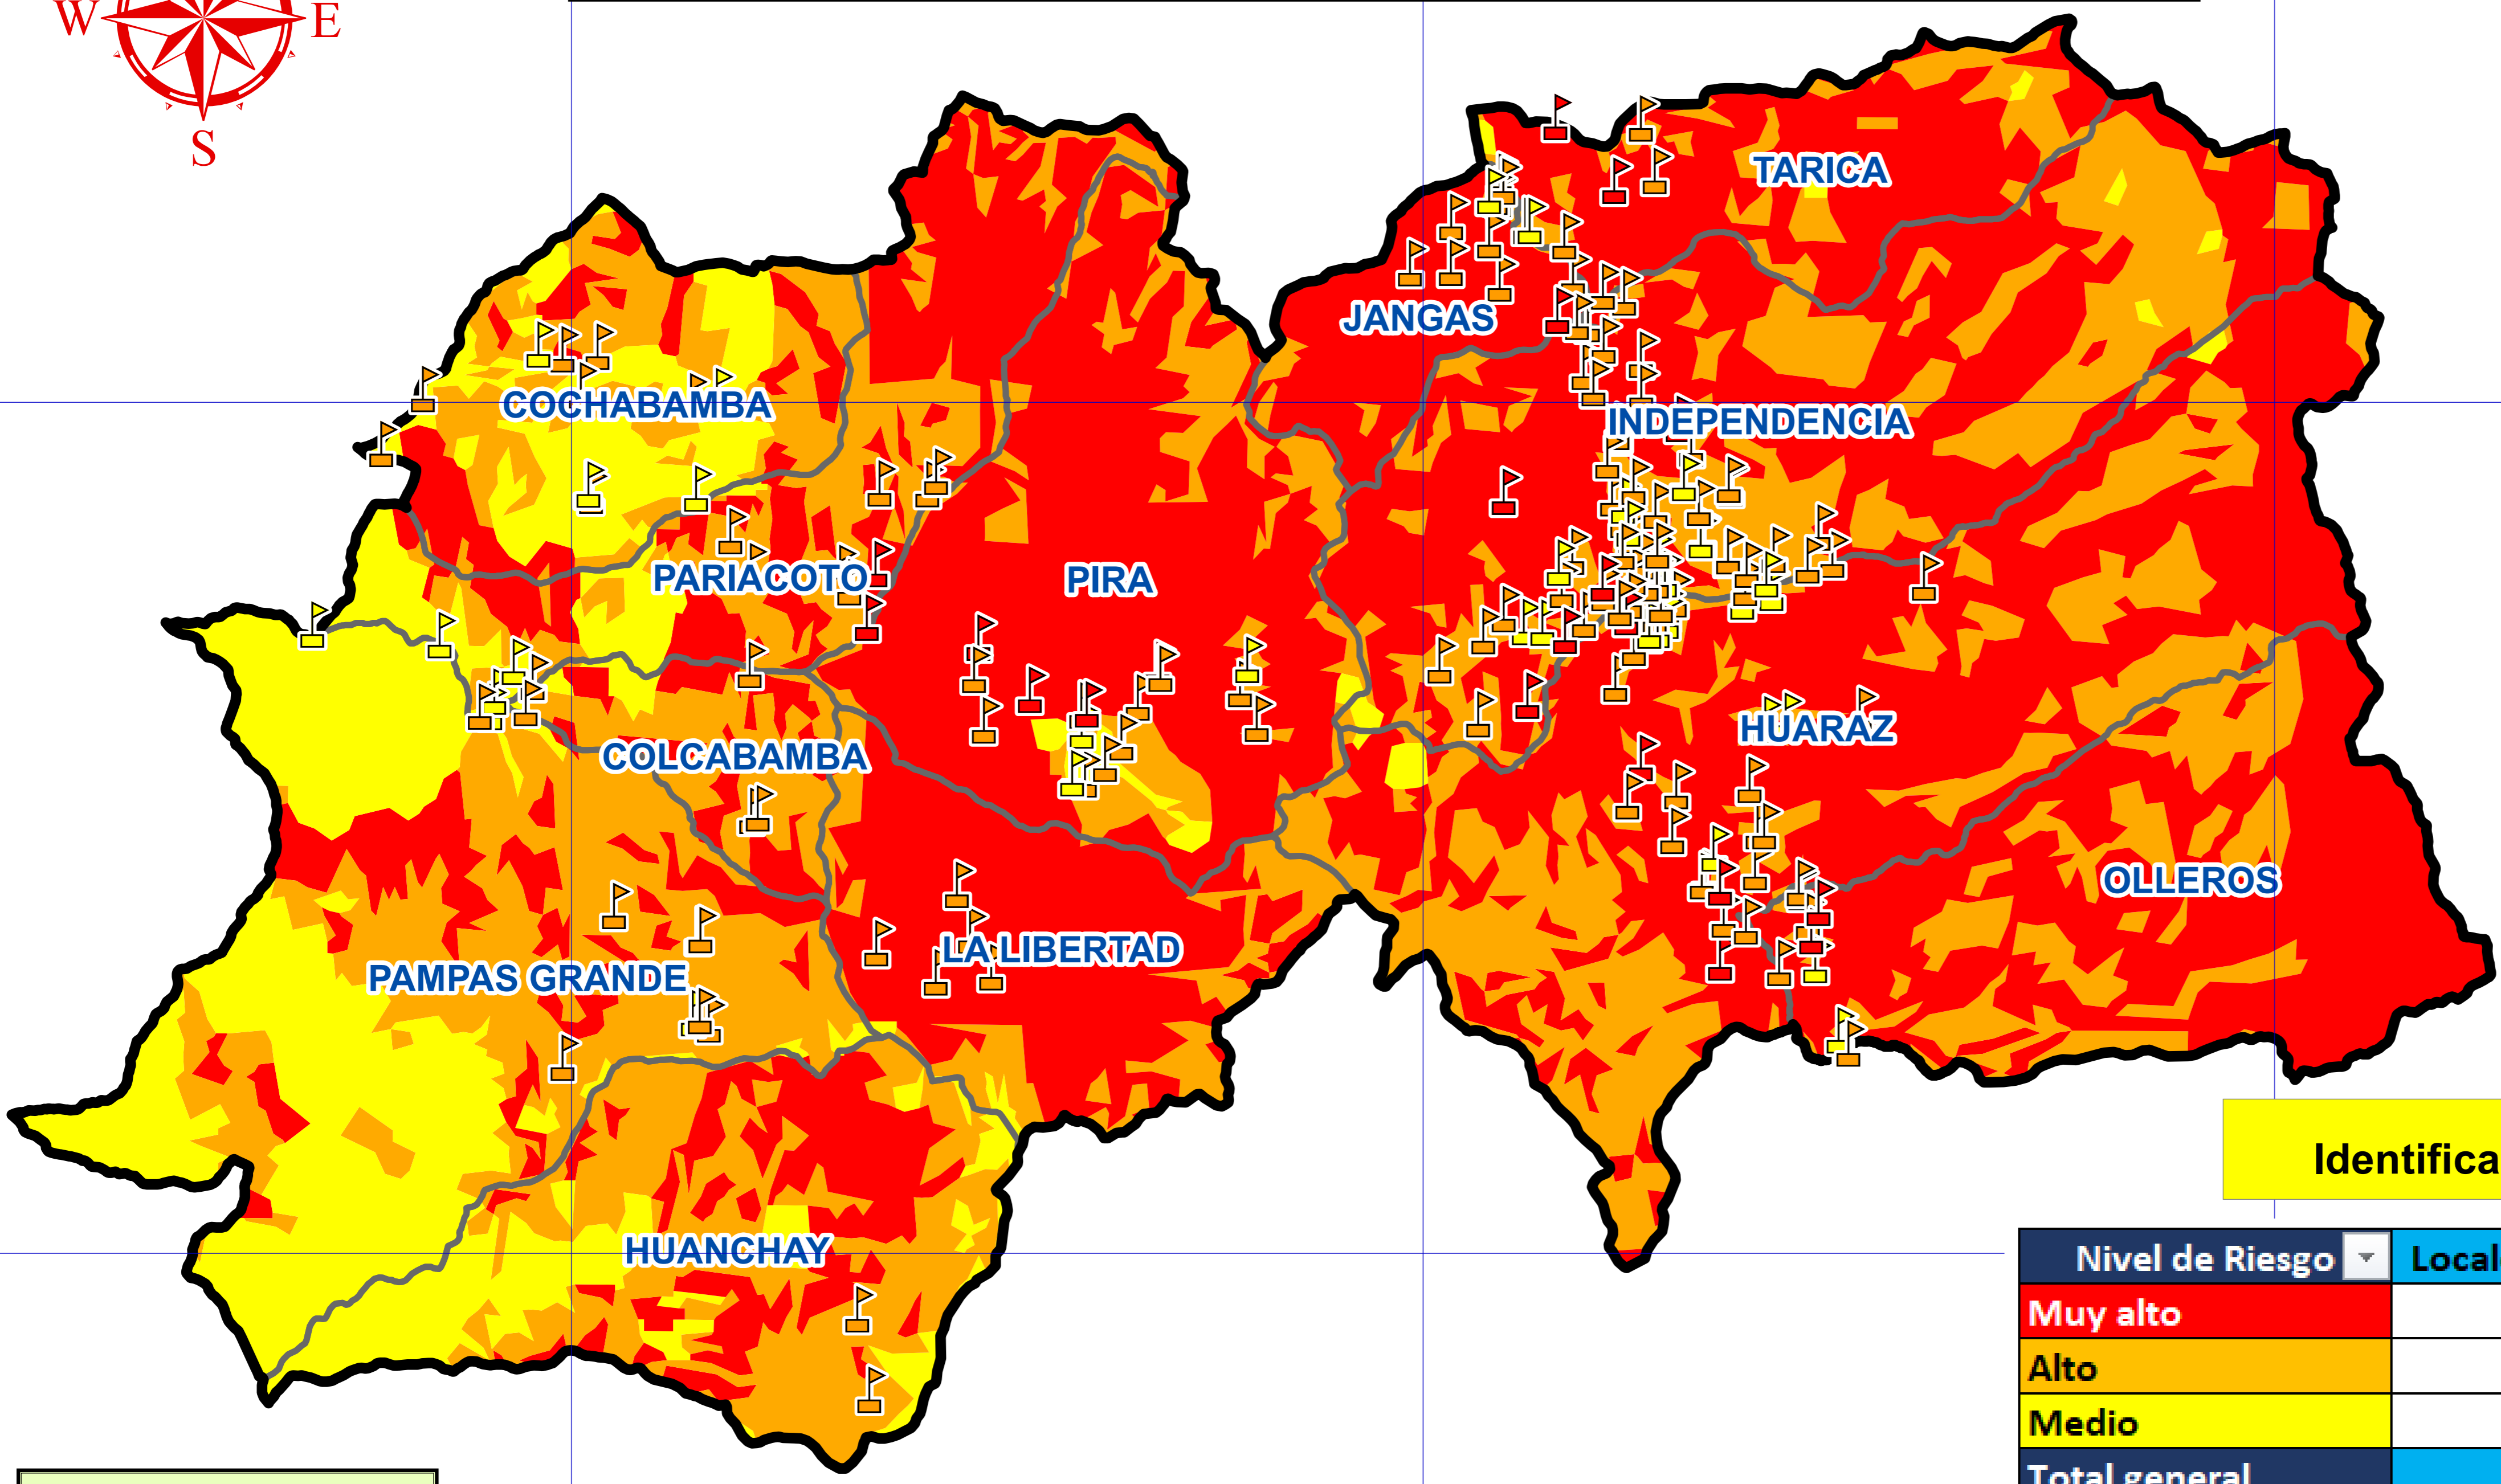 W E
S
TARICA
JANGAS
COCHABAMBA
INDEPENDENCIA
PARIACOTO
PIRA
HUARAZ
COLCABAMBA
OLLEROS
LA LIBERTAD
PAMPAS GRANDE
Identifica
HUANCHAY
Nivel de Riesgo Local
Muy alto
Alto
Medio
Total general